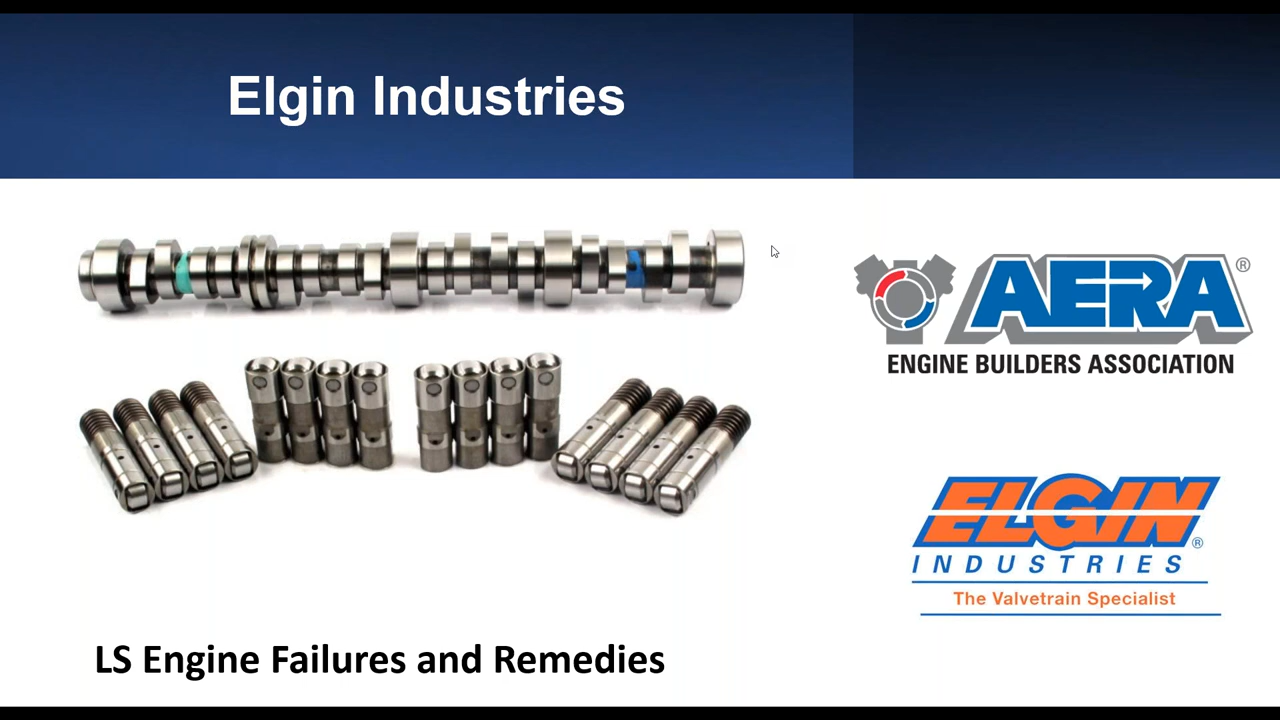 Elgin Industries
AERA®
ENGINE BUILDERS ASSOCIATION
ELGIN®
INDUSTRIES
The Valvetrain Specialist
LS Engine Failures and Remedies